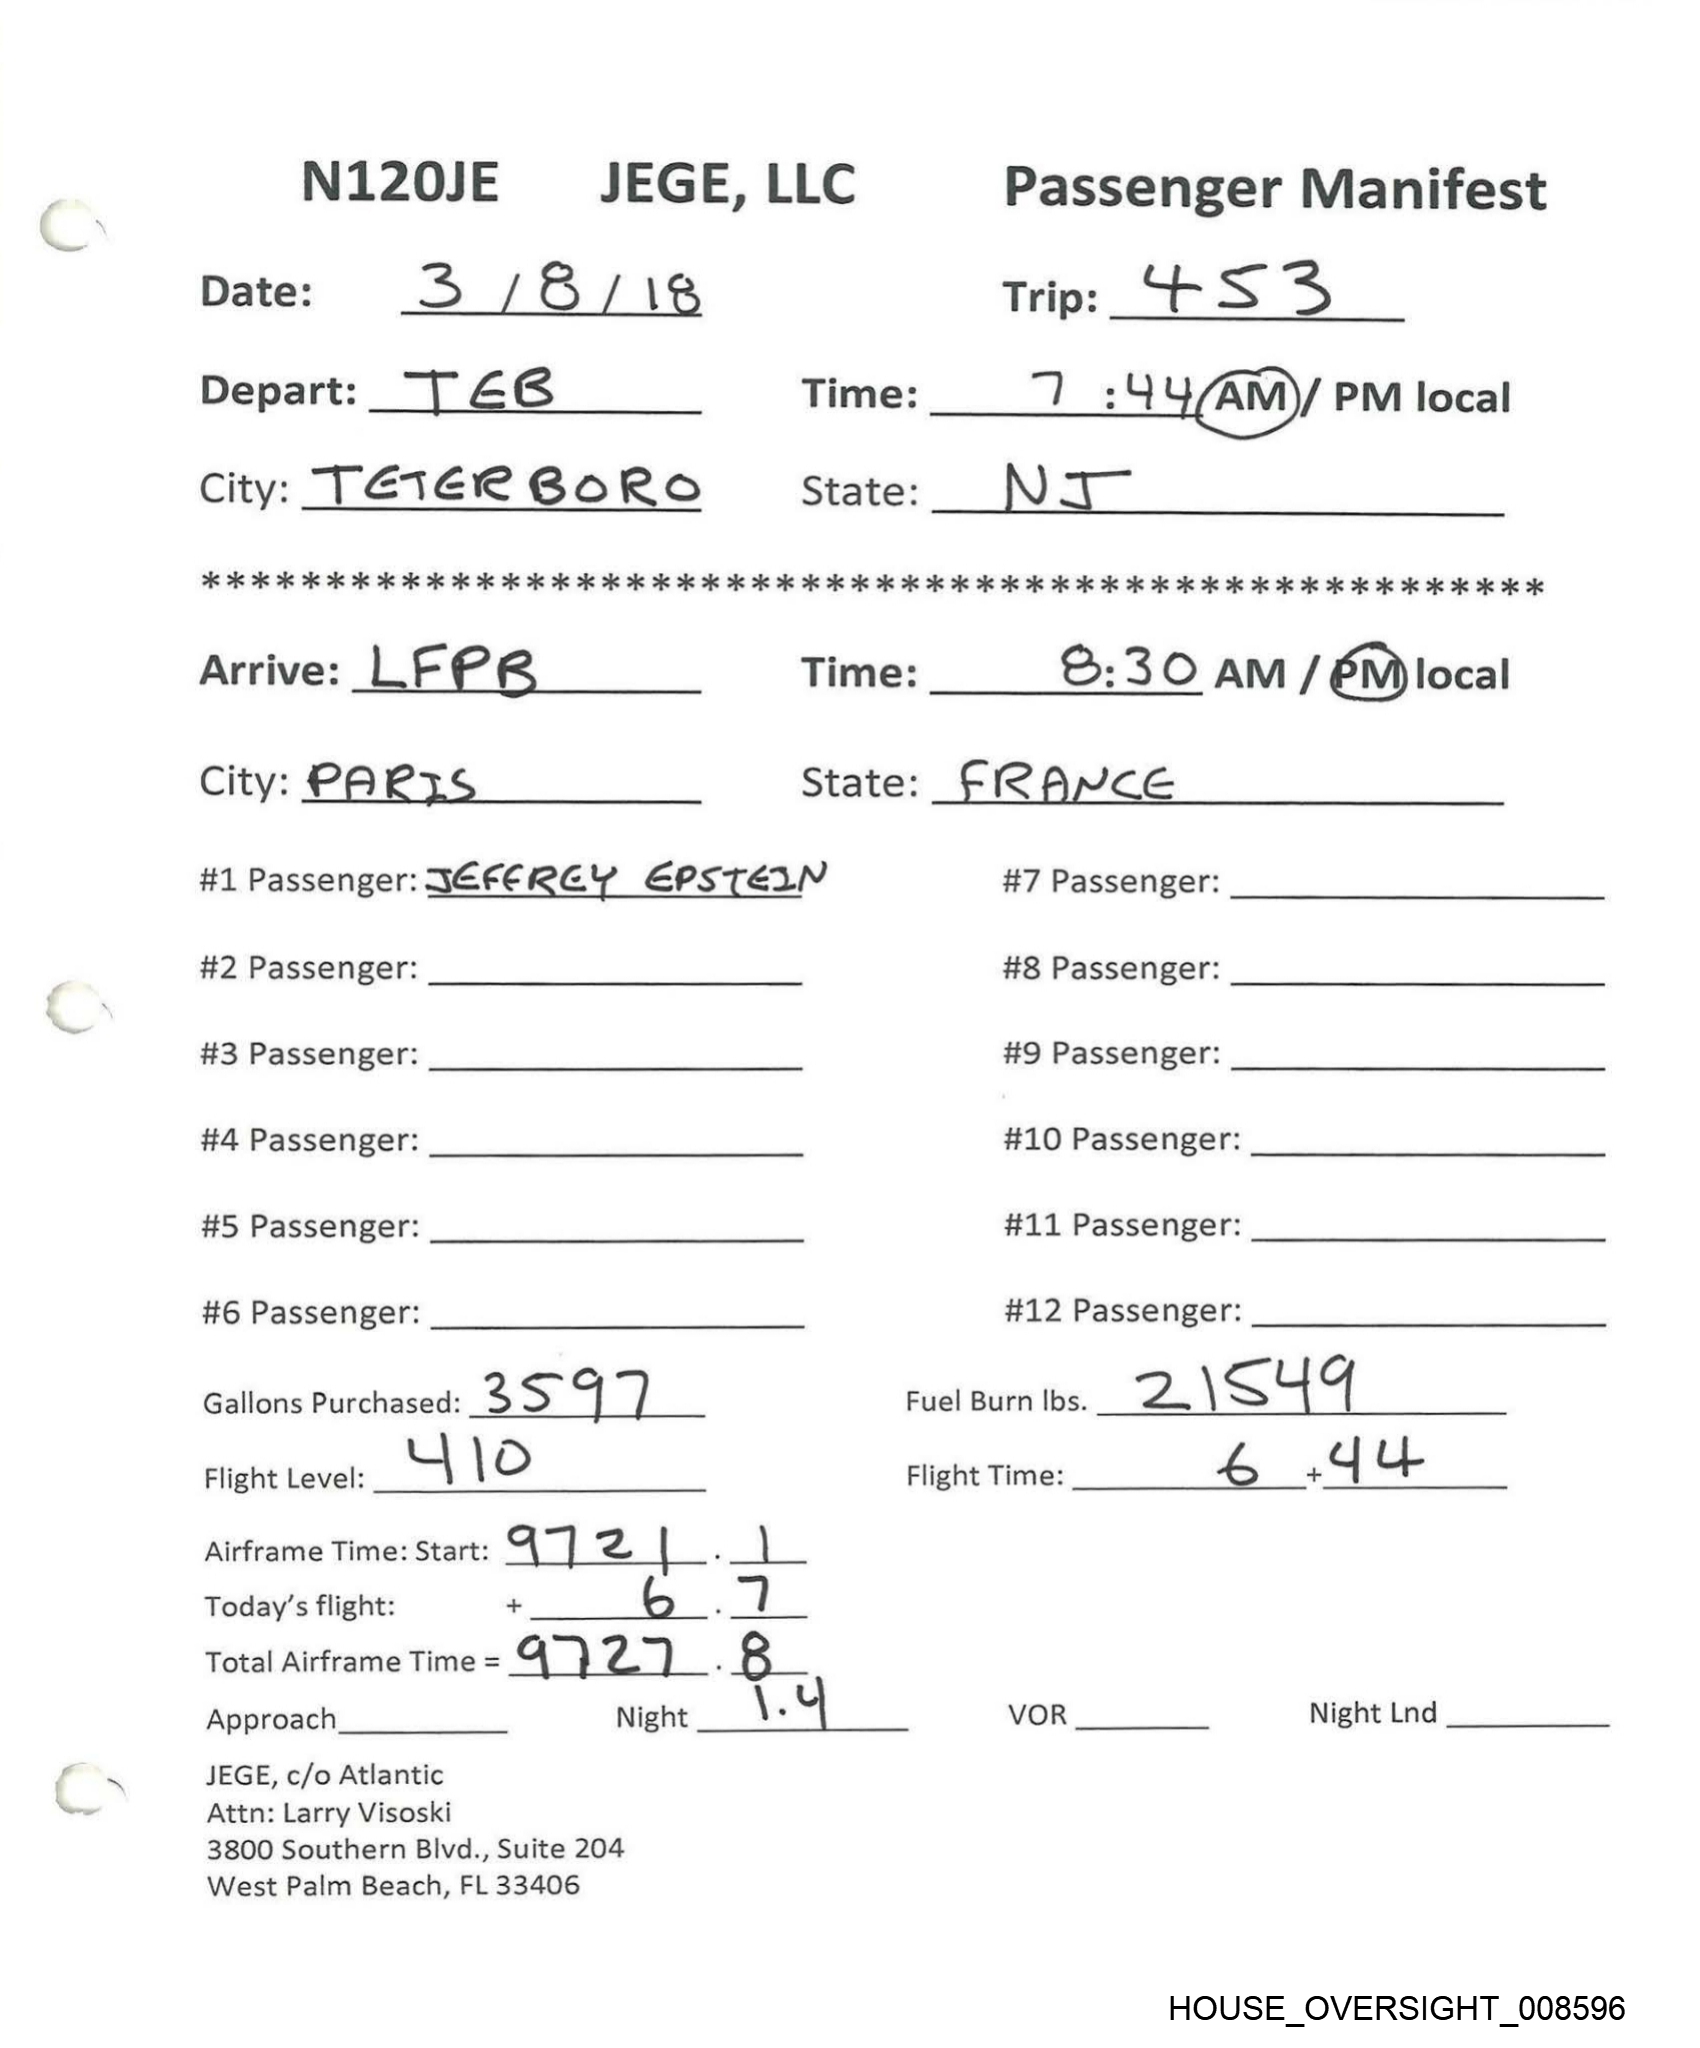 N120JE JEGE, LLC Passenger Manifest
Date: 3 / 8 / 18 Trip: 453
Depart: TEB Time: 7 :44 AM / PM local
City: TETERBORO State: NJ
******************************************************
Arrive: LFPB Time: 8:30 AM / PM local
City: PARIS State: FRANCE
#1 Passenger: JEFFREY EPSTEIN #7 Passenger:
#2 Passenger: #8 Passenger:
#3 Passenger: #9 Passenger:
#4 Passenger: #10 Passenger:
#5 Passenger: #11 Passenger:
#6 Passenger: #12 Passenger:
Gallons Purchased: 3597 Fuel Burn lbs. 21549
Flight Level: 410 Flight Time: 6 + 44
Airframe Time: Start: 9721 . 1
Today's flight: + 6 . 7
Total Airframe Time = 9727 . 8
Approach Night 1.4 VOR Night Lnd
JEGE, c/o Atlantic
Attn: Larry Visoski
3800 Southern Blvd., Suite 204
West Palm Beach, FL 33406
HOUSE_OVERSIGHT_008596